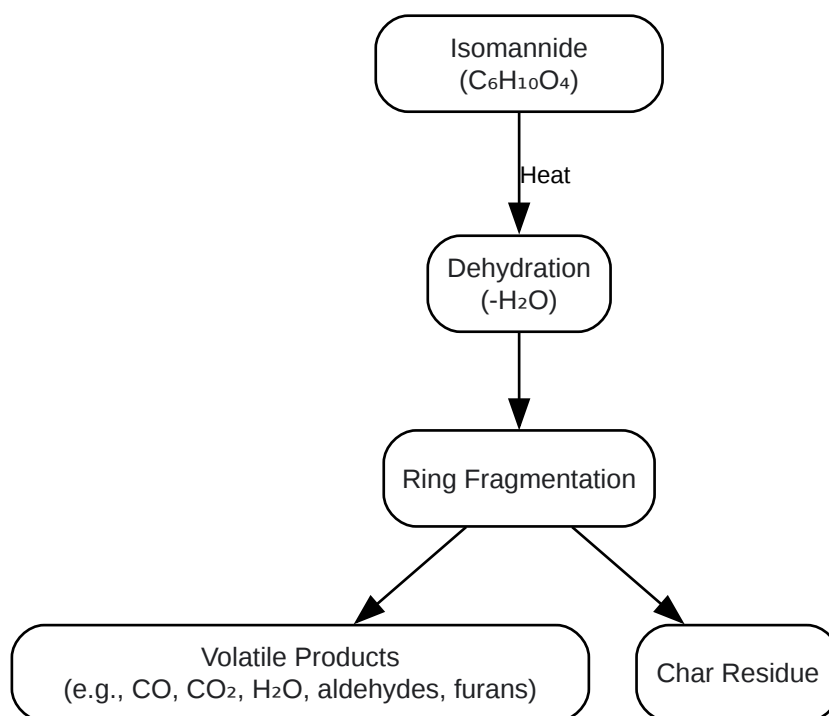 Isomannide
(C₆H₁₀O₄)
Heat
Dehydration
(-H₂O)
Ring Fragmentation
Volatile Products
(e.g., CO, CO₂, H₂O, aldehydes, furans)
Char Residue